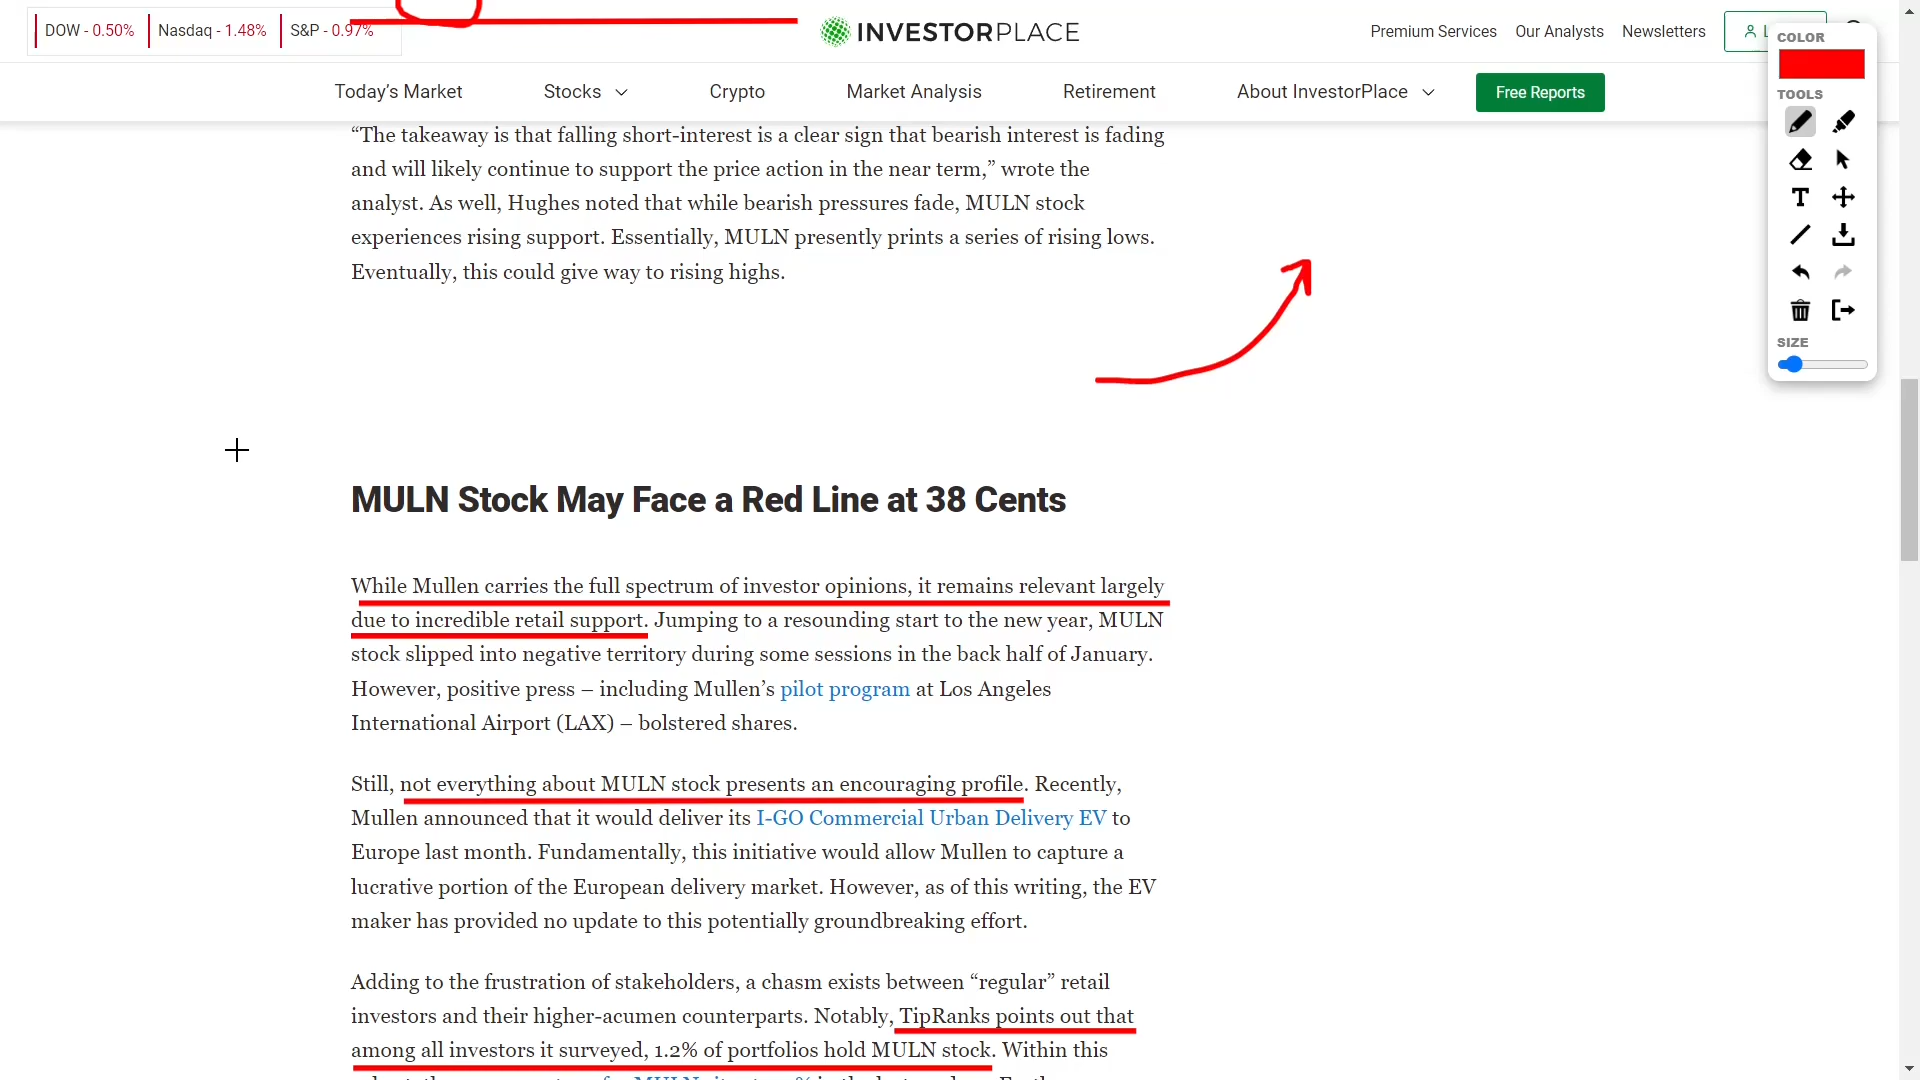 DOW - 0.50% Nasdaq - 1.48% S&P - 0.97%
INVESTORPLACE
Premium Services Our Analysts Newsletters
COLOR
TOOLS
T
SIZE
Today’s Market Stocks Crypto Market Analysis Retirement About InvestorPlace Free Reports
“The takeaway is that falling short-interest is a clear sign that bearish interest is fading
and will likely continue to support the price action in the near term,” wrote the
analyst. As well, Hughes noted that while bearish pressures fade, MULN stock
experiences rising support. Essentially, MULN presently prints a series of rising lows.
Eventually, this could give way to rising highs.
MULN Stock May Face a Red Line at 38 Cents
While Mullen carries the full spectrum of investor opinions, it remains relevant largely
due to incredible retail support. Jumping to a resounding start to the new year, MULN
stock slipped into negative territory during some sessions in the back half of January.
However, positive press – including Mullen’s pilot program at Los Angeles
International Airport (LAX) – bolstered shares.
Still, not everything about MULN stock presents an encouraging profile. Recently,
Mullen announced that it would deliver its I-GO Commercial Urban Delivery EV to
Europe last month. Fundamentally, this initiative would allow Mullen to capture a
lucrative portion of the European delivery market. However, as of this writing, the EV
maker has provided no update to this potentially groundbreaking effort.
Adding to the frustration of stakeholders, a chasm exists between “regular” retail
investors and their higher-acumen counterparts. Notably, TipRanks points out that
among all investors it surveyed, 1.2% of portfolios hold MULN stock. Within this